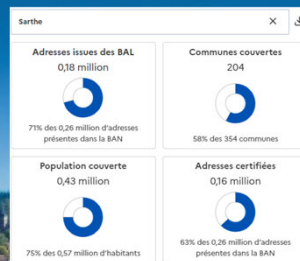 Sarthe
Adresses issues des BAL
0,18 million
71% des 0,26 million d'adresses
présentes dans la BAN
Communes couvertes
204
58% des 354 communes
Population couverte
0,43 million
75% des 0,57 million d'habitants
Adresses certifiées
0,16 million
63% des 0,26 million d'adresses
présentes dans la BAN